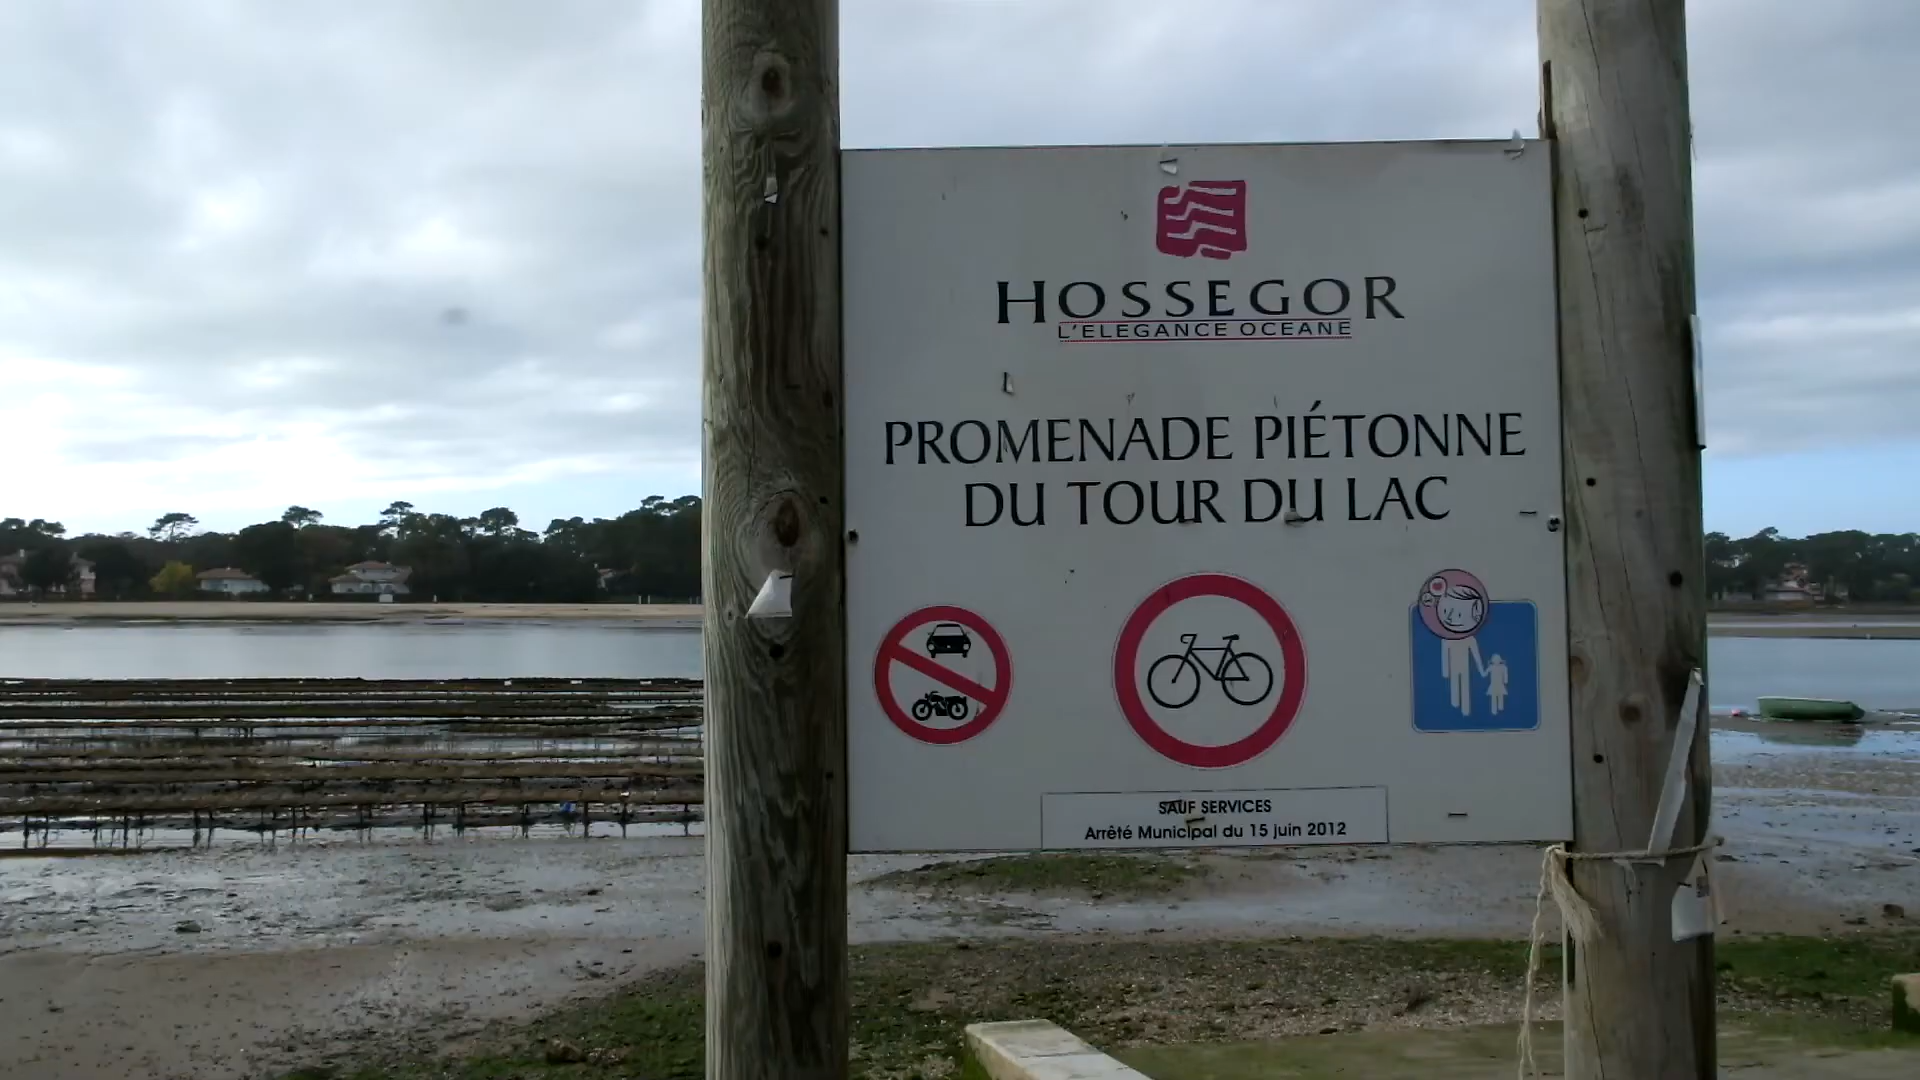 HOSSEGOR
L'ELEGANCE OCEANE
PROMENADE PIÉTONNE
DU TOUR DU LAC
SAUF SERVICES
Arrêté Municipal du 15 juin 2012